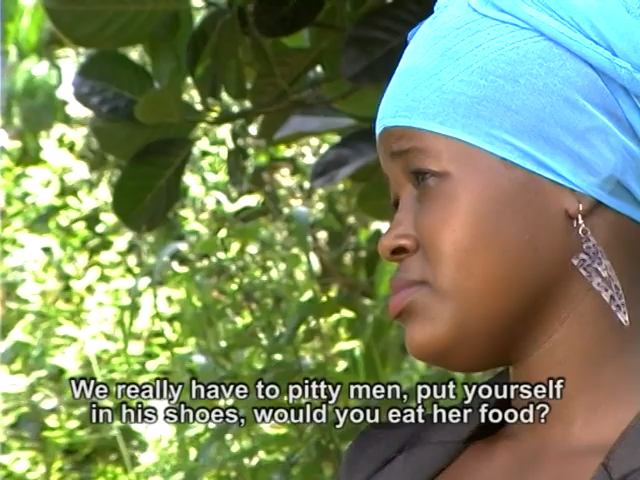 We really have to pitty men, put yourself
in his shoes, would you eat her food?